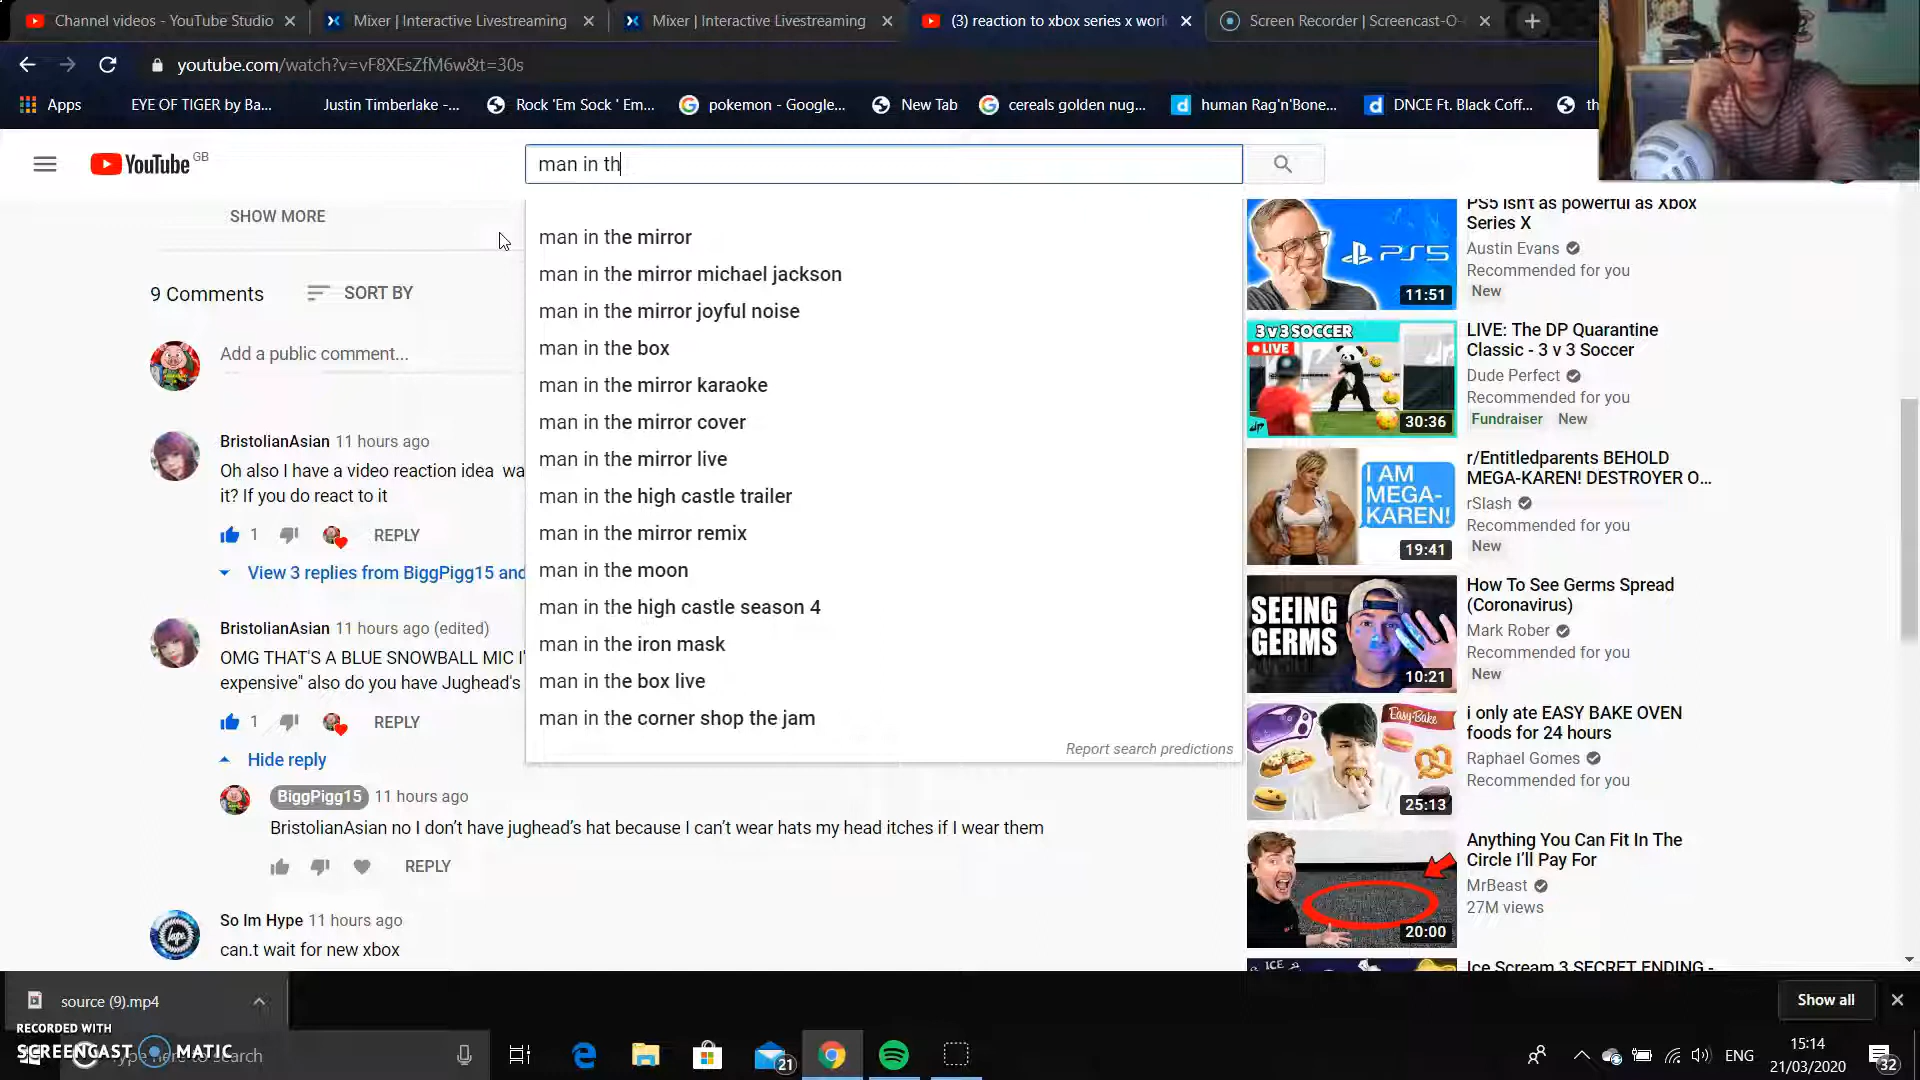 Channel videos - YouTube Studio
Mixer | Interactive Livestreaming
Mixer | Interactive Livestreaming
(3) reaction to xbox series x worl
Screen Recorder | Screencast-O-
youtube.com/watch?v=vF8XEsZfM6w&t=30s
Apps
EYE OF TIGER by Ba...
Justin Timberlake -...
Rock 'Em Sock ' Em...
pokemon - Google...
New Tab
cereals golden nug...
human Rag'n'Bone...
DNCE Ft. Black Coff...
th
YouTube GB
man in th
man in the mirror
man in the mirror michael jackson
man in the mirror joyful noise
man in the box
man in the mirror karaoke
man in the mirror cover
man in the mirror live
man in the high castle trailer
man in the mirror remix
man in the moon
man in the high castle season 4
man in the iron mask
man in the box live
man in the corner shop the jam
Report search predictions
SHOW MORE
9 Comments
SORT BY
Add a public comment...
BristolianAsian 11 hours ago
Oh also I have a video reaction idea wa
it? If you do react to it
1
REPLY
View 3 replies from BiggPigg15 and
BristolianAsian 11 hours ago (edited)
OMG THAT'S A BLUE SNOWBALL MIC I'
expensive" also do you have Jughead's
1
REPLY
Hide reply
BiggPigg15 11 hours ago
BristolianAsian no I don't have jughead's hat because I can't wear hats my head itches if I wear them
REPLY
So Im Hype 11 hours ago
can.t wait for new xbox
PS5
11:51
PS5 isn't as powerful as Xbox
Series X
Austin Evans
Recommended for you
New
3 v 3 SOCCER
LIVE
dp
30:36
LIVE: The DP Quarantine
Classic - 3 v 3 Soccer
Dude Perfect
Recommended for you
Fundraiser New
I AM
MEGA-
KAREN!
19:41
r/Entitledparents BEHOLD
MEGA-KAREN! DESTROYER O...
rSlash
Recommended for you
New
SEEING
GERMS
10:21
How To See Germs Spread
(Coronavirus)
Mark Rober
Recommended for you
New
Easy-Bake
25:13
i only ate EASY BAKE OVEN
foods for 24 hours
Raphael Gomes
Recommended for you
20:00
Anything You Can Fit In The
Circle I'll Pay For
MrBeast
27M views
ICE
Ice Scream 3 SECRET ENDING -
source (9).mp4
Show all
RECORDED WITH
SCREENCAST MATIC
Type here to search
21
ENG
15:14
21/03/2020
32